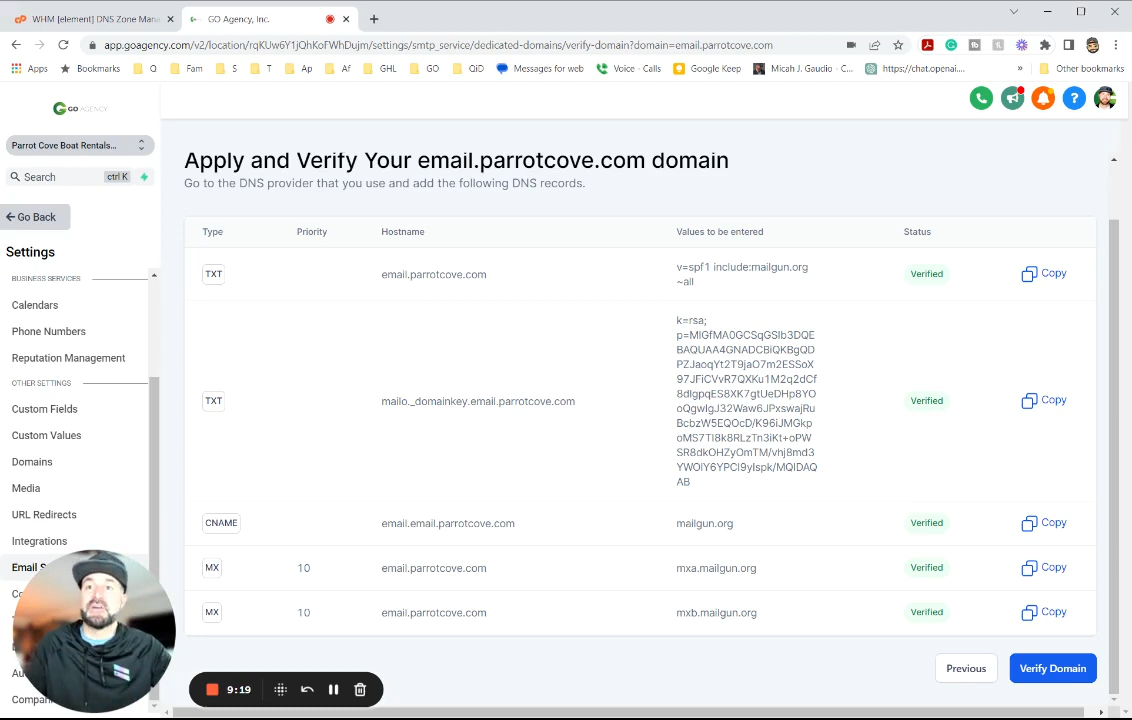 WHM [element] DNS Zone Mana
GO Agency, Inc.
app.goagency.com/v2/location/rqKUw6Y1jQhKoFWhDujm/settings/smtp_service/dedicated-domains/verify-domain?domain=email.parrotcove.com
Apps
Bookmarks
Q
Fam
S
T
Ap
Af
GHL
GO
QiD
Messages for web
Voice - Calls
Google Keep
Micah J. Gaudio - C...
https://chat.openai....
»
Other bookmarks
GO AGENCY
Parrot Cove Boat Rentals...
Search
ctrl K
Go Back
Settings
BUSINESS SERVICES
Calendars
Phone Numbers
Reputation Management
OTHER SETTINGS
Custom Fields
Custom Values
Domains
Media
URL Redirects
Integrations
Email S
Compan
Apply and Verify Your email.parrotcove.com domain
Go to the DNS provider that you use and add the following DNS records.
Type Priority Hostname Values to be entered Status
TXT email.parrotcove.com v=spf1 include:mailgun.org
~all
Verified Copy
TXT mailo._domainkey.email.parrotcove.com
k=rsa;
p=MIGfMA0GCSqGSIb3DQE
BAQUAA4GNADCBiQKBgQD
PZJaoqYt2T9jaO7m2ESSoX
97JFiCVvR7QXKu1M2q2dCf
8dIgpqES8XK7gtUeDHp8YO
oQgwIgJ32Waw6JPxswajRu
BcbzW5EQOcD/K96iJMGkp
oMS7TI8k8RLzTn3iKt+oPW
SR8dkOHZyOmTM/vhj8md3
YWOlY6YPCI9yIspk/MQIDAQ
AB
Verified Copy
CNAME email.email.parrotcove.com mailgun.org Verified Copy
MX 10 email.parrotcove.com mxa.mailgun.org Verified Copy
MX 10 email.parrotcove.com mxb.mailgun.org Verified Copy
Previous
Verify Domain
9:19